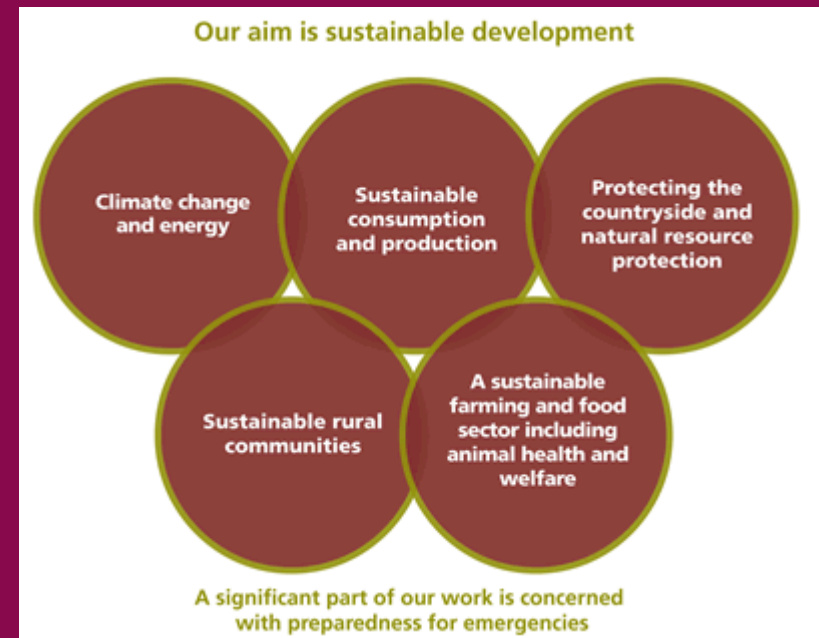 Our aim is sustainable development
Climate change
and energy
Sustainable
consumption
and production
Protecting the
countryside and
natural resource
protection
Sustainable rural
communities
A sustainable
farming and food
sector including
animal health and
welfare
A significant part of our work is concerned
with preparedness for emergencies